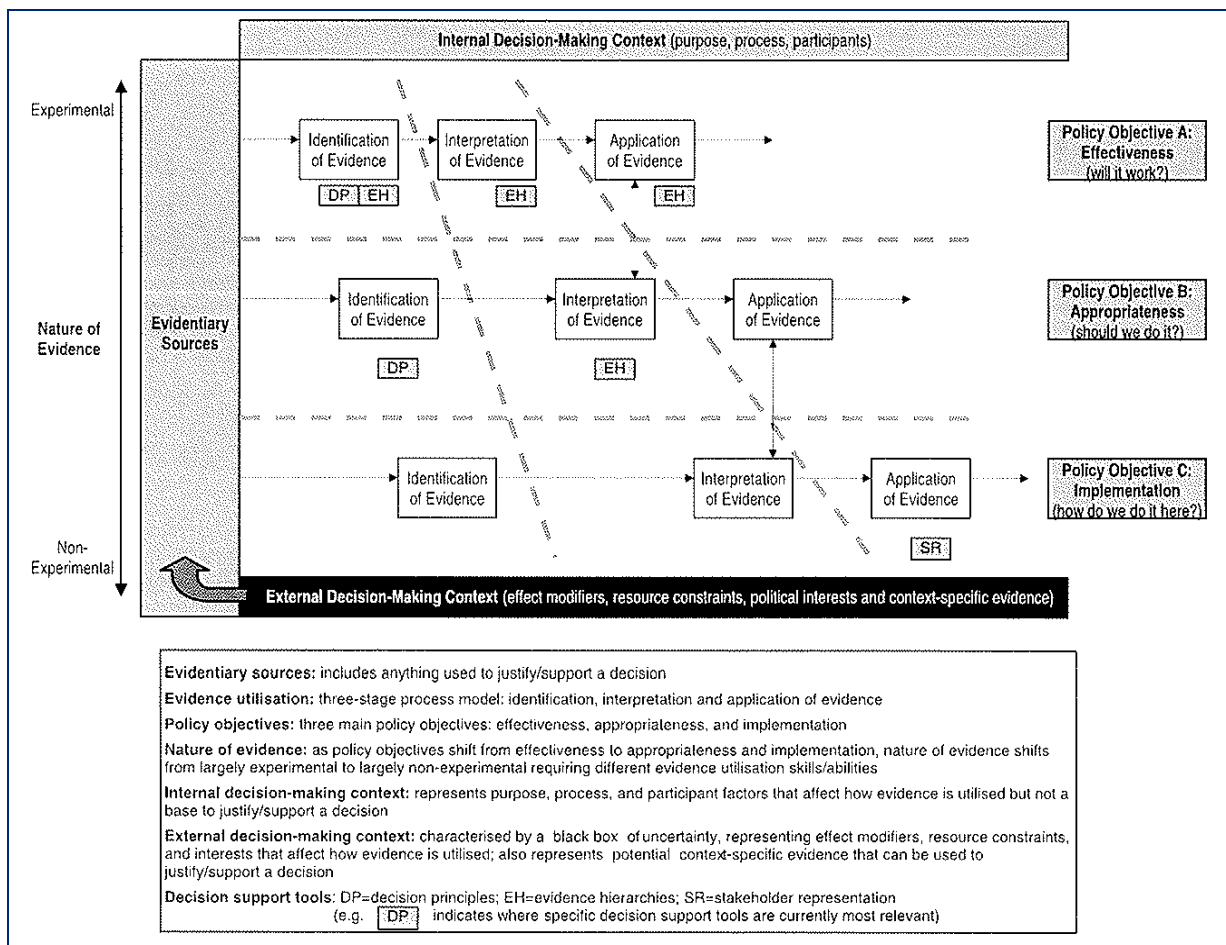 Internal Decision-Making Context (purpose, process, participants)
Experimental
Identification
of Evidence
Interpretation
of Evidence
Application
of Evidence
Policy Objective A:
Effectiveness
(will it work?)
DP EH
EH
EH
Nature of
Evidence
Evidentiary
Sources
Identification
of Evidence
Interpretation
of Evidence
Application
of Evidence
Policy Objective B:
Appropriateness
(should we do it?)
DP
EH
Identification
of Evidence
Interpretation
of Evidence
Application
of Evidence
Policy Objective C:
Implementation
(how do we do it here?)
SR
Non-
Experimental
External Decision-Making Context (effect modifiers, resource constraints, political interests and context-specific evidence)
Evidentiary sources: includes anything used to justify/support a decision
Evidence utilisation: three-stage process model: identification, interpretation and application of evidence
Policy objectives: three main policy objectives: effectiveness, appropriateness, and implementation
Nature of evidence: as policy objectives shift from effectiveness to appropriateness and implementation, nature of evidence shifts
from largely experimental to largely non-experimental requiring different evidence utilisation skills/abilities
Internal decision-making context: represents purpose, process, and participant factors that affect how evidence is utilised but not a
base to justify/support a decision
External decision-making context: characterised by a black box of uncertainty, representing effect modifiers, resource constraints,
and interests that affect how evidence is utilised; also represents potential context-specific evidence that can be used to
justify/support a decision
Decision support tools: DP=decision principles; EH=evidence hierarchies; SR=stakeholder representation
(e.g. DP indicates where specific decision support tools are currently most relevant)